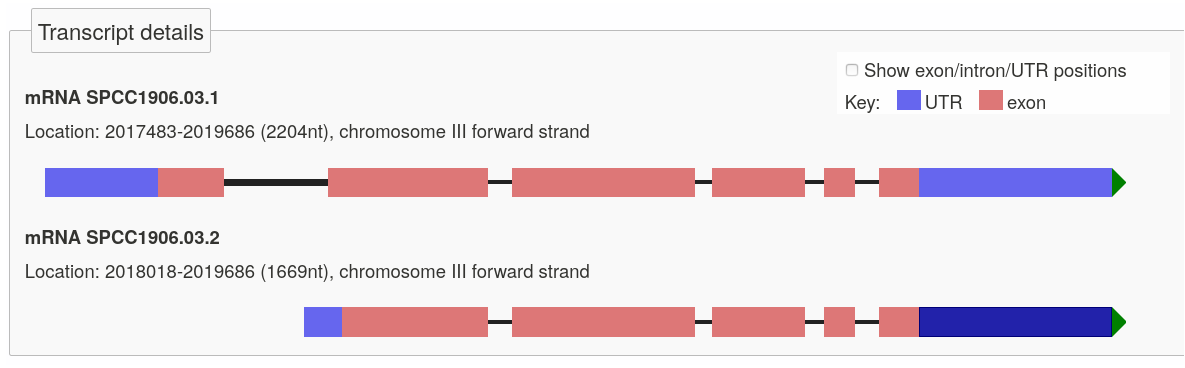 Transcript details
Show exon/intron/UTR positions
Key: UTR exon
mRNA SPCC1906.03.1
Location: 2017483-2019686 (2204nt), chromosome III forward strand
mRNA SPCC1906.03.2
Location: 2018018-2019686 (1669nt), chromosome III forward strand